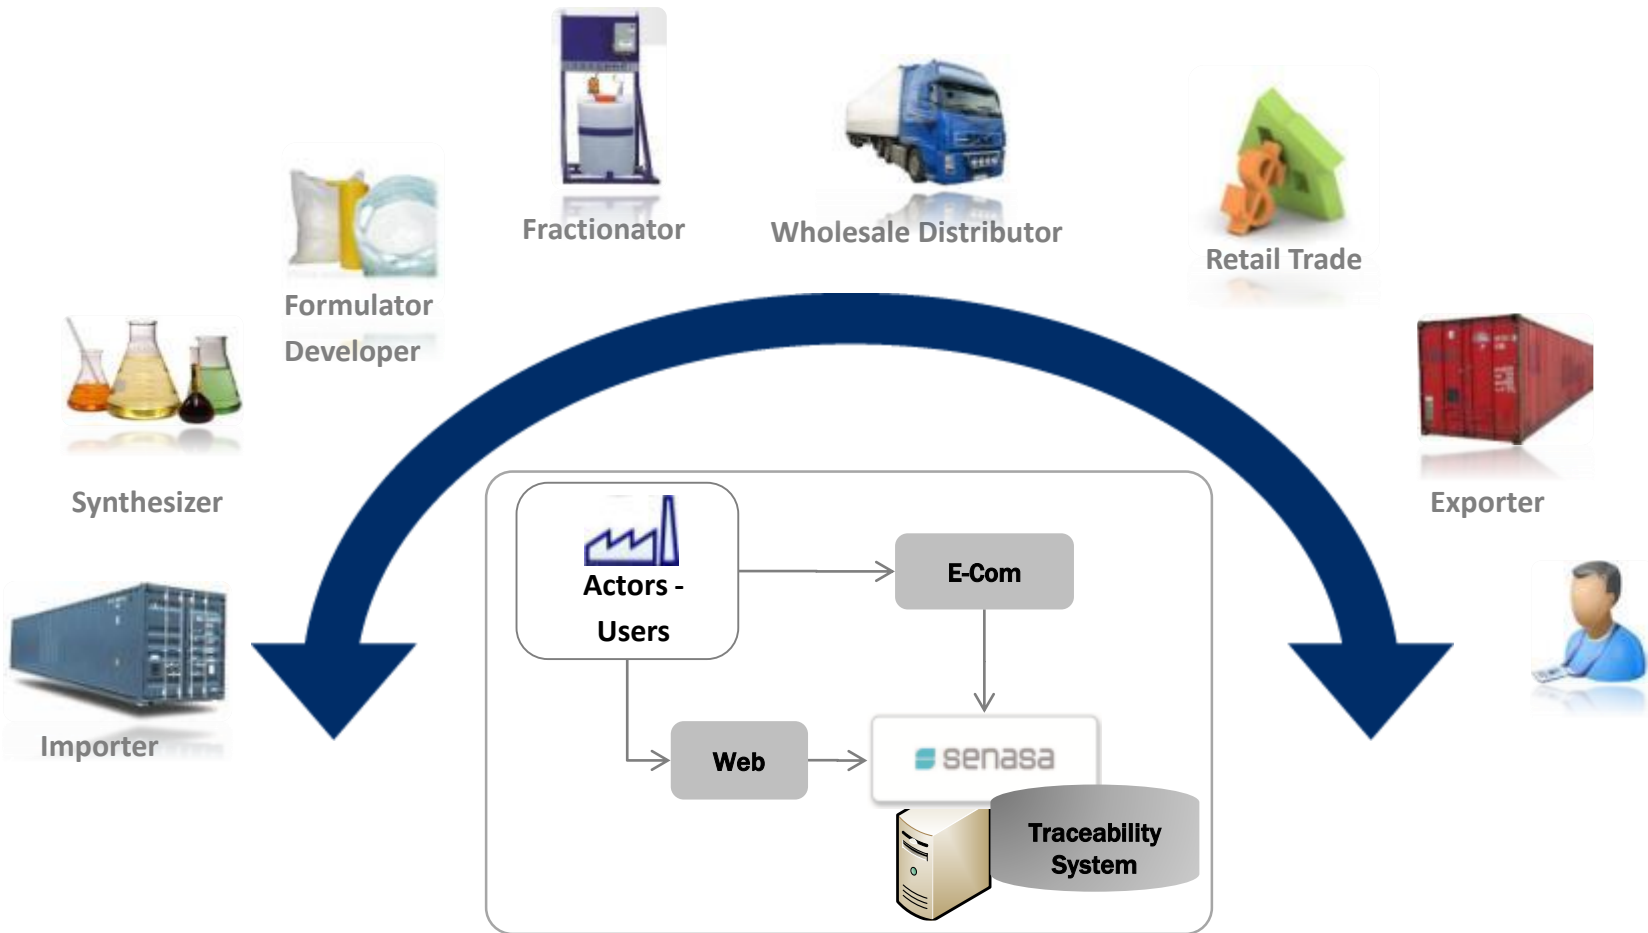 Fractionator
Wholesale Distributor
Retail Trade
Formulator
Developer
Synthesizer
Exporter
Importer
Actors -
Users
E-Com
Web
senasa
Traceability
System